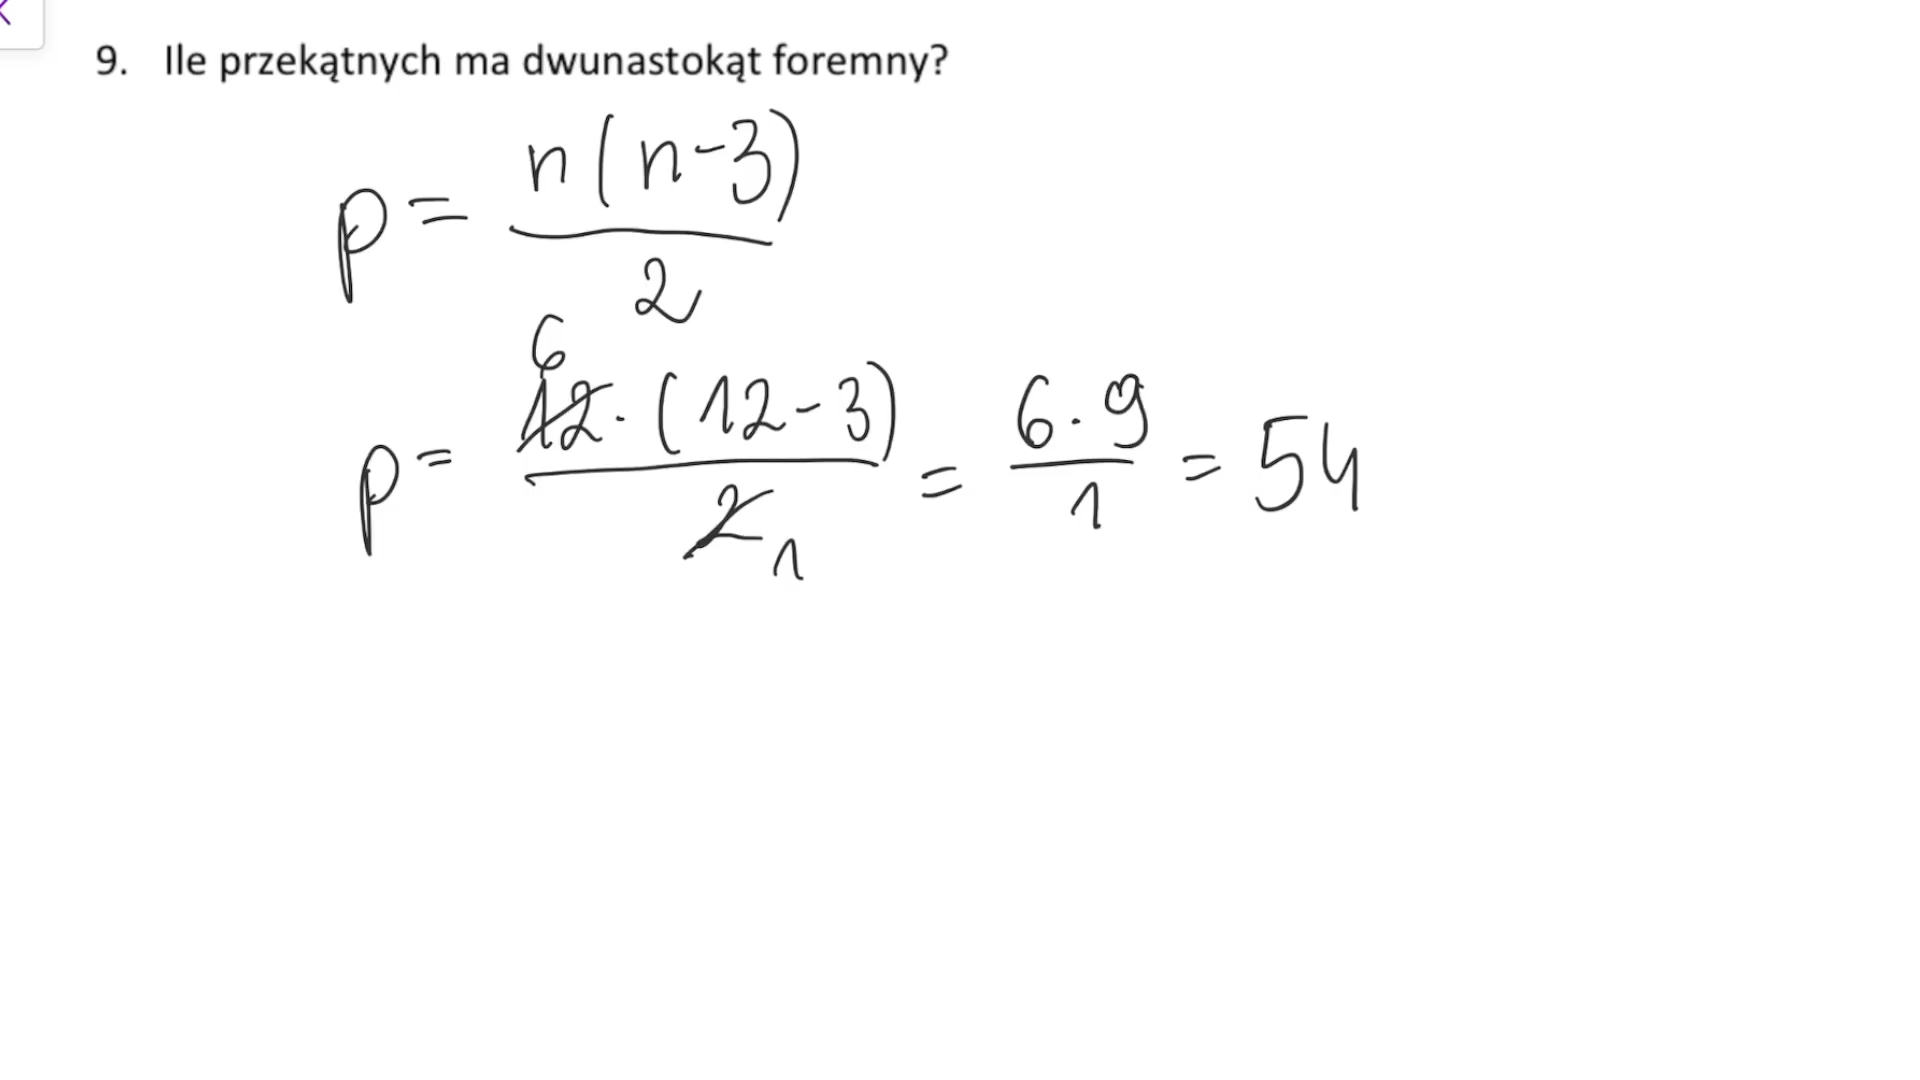 9. Ile przekątnych ma dwunastokąt foremny?
p = n(n-3)/2
p = 12·(12-3)/2 = 6·9/1 = 54
6
1